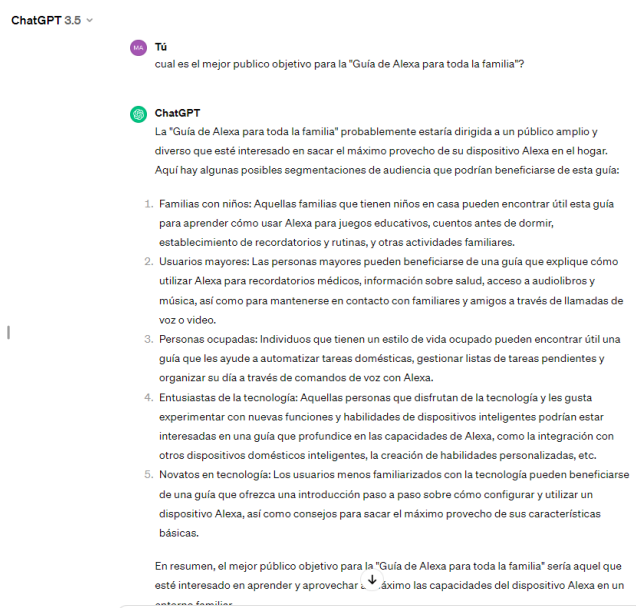 ChatGPT 3.5
MA
Tú
cual es el mejor publico objetivo para la "Guía de Alexa para toda la familia"?
ChatGPT
La "Guía de Alexa para toda la familia" probablemente estaría dirigida a un público amplio y
diverso que esté interesado en sacar el máximo provecho de su dispositivo Alexa en el hogar.
Aquí hay algunas posibles segmentaciones de audiencia que podrían beneficiarse de esta guía:
1. Familias con niños: Aquellas familias que tienen niños en casa pueden encontrar útil esta guía
para aprender cómo usar Alexa para juegos educativos, cuentos antes de dormir,
establecimiento de recordatorios y rutinas, y otras actividades familiares.
2. Usuarios mayores: Las personas mayores pueden beneficiarse de una guía que explique cómo
utilizar Alexa para recordatorios médicos, información sobre salud, acceso a audiolibros y
música, así como para mantenerse en contacto con familiares y amigos a través de llamadas de
voz o video.
3. Personas ocupadas: Individuos que tienen un estilo de vida ocupado pueden encontrar útil una
guía que les ayude a automatizar tareas domésticas, gestionar listas de tareas pendientes y
organizar su día a través de comandos de voz con Alexa.
4. Entusiastas de la tecnología: Aquellas personas que disfrutan de la tecnología y les gusta
experimentar con nuevas funciones y habilidades de dispositivos inteligentes podrían estar
interesadas en una guía que profundice en las capacidades de Alexa, como la integración con
otros dispositivos domésticos inteligentes, la creación de habilidades personalizadas, etc.
5. Novatos en tecnología: Los usuarios menos familiarizados con la tecnología pueden beneficiarse
de una guía que ofrezca una introducción paso a paso sobre cómo configurar y utilizar un
dispositivo Alexa, así como consejos para sacar el máximo provecho de sus características
básicas.
En resumen, el mejor público objetivo para la "Guía de Alexa para toda la familia" sería aquel que
esté interesado en aprender y aprovechar áximo las capacidades del dispositivo Alexa en un
entorno familiar